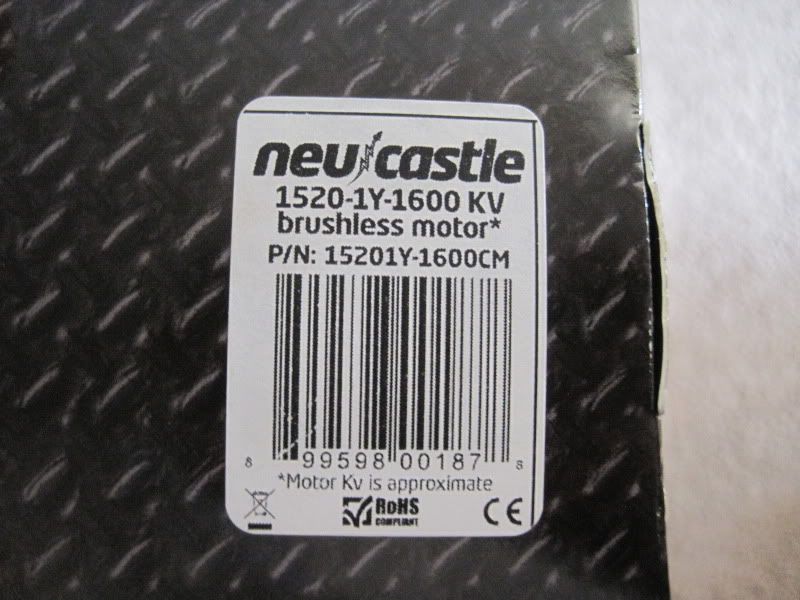 neu castle
1520-1Y-1600 KV
brushless motor*
P/N: 15201Y-1600CM
8 99598 00187 8
*Motor Kv is approximate
RoHS
COMPLIANT
CE